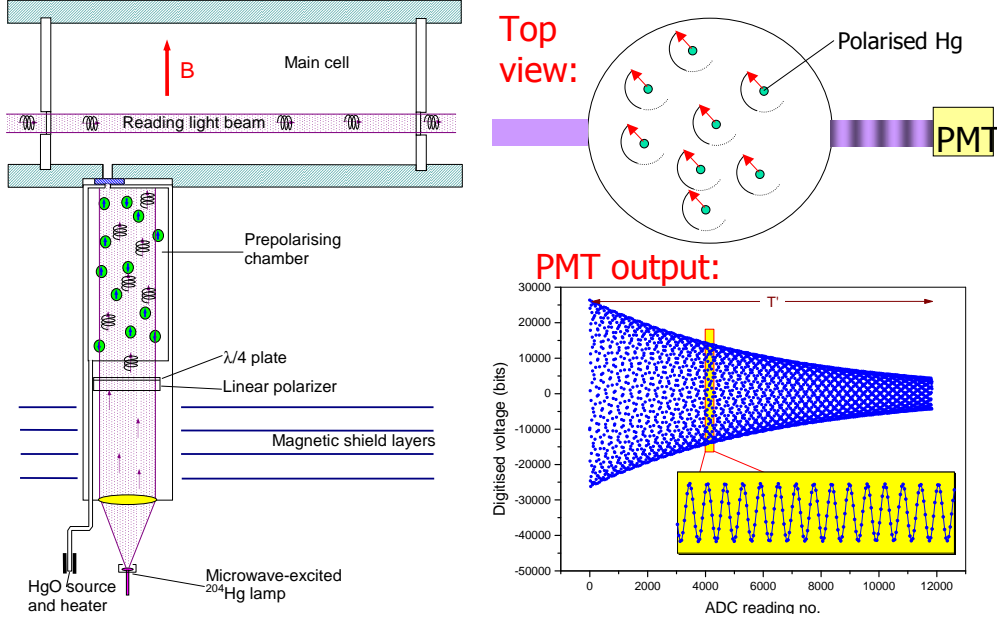 B
Main cell
Reading light beam
Prepolarising
chamber
λ/4 plate
Linear polarizer
Magnetic shield layers
HgO source
and heater
Microwave-excited
²⁰⁴Hg lamp
Top
view:
Polarised Hg
PMT
PMT output:
T'
30000
20000
10000
0
-10000
-20000
-30000
-40000
-50000
Digitised voltage (bits)
0
2000
4000
6000
8000
10000
12000
ADC reading no.